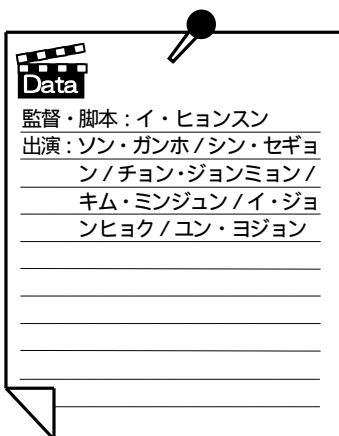 Data
監督・脚本：イ・ヒョンスン
出演：ソン・ガンホ/シン・セギョ
ン/チョン・ジョンミョン/
キム・ミンジュン/イ・ジョ
ンヒョク/ユン・ヨジョン